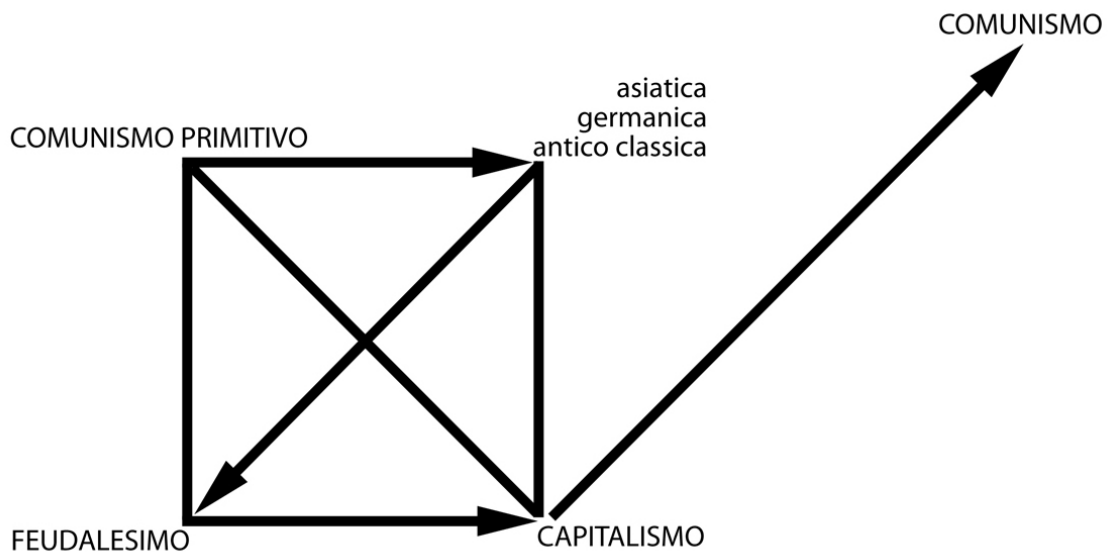 COMUNISMO
asiatica
germanica
antico classica
COMUNISMO PRIMITIVO
FEUDALESIMO
CAPITALISMO